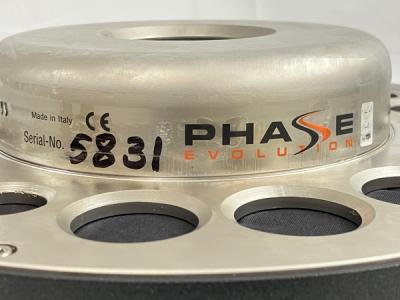 Made in Italy CE
Serial-No. 5831
PHASE
EVOLUTION